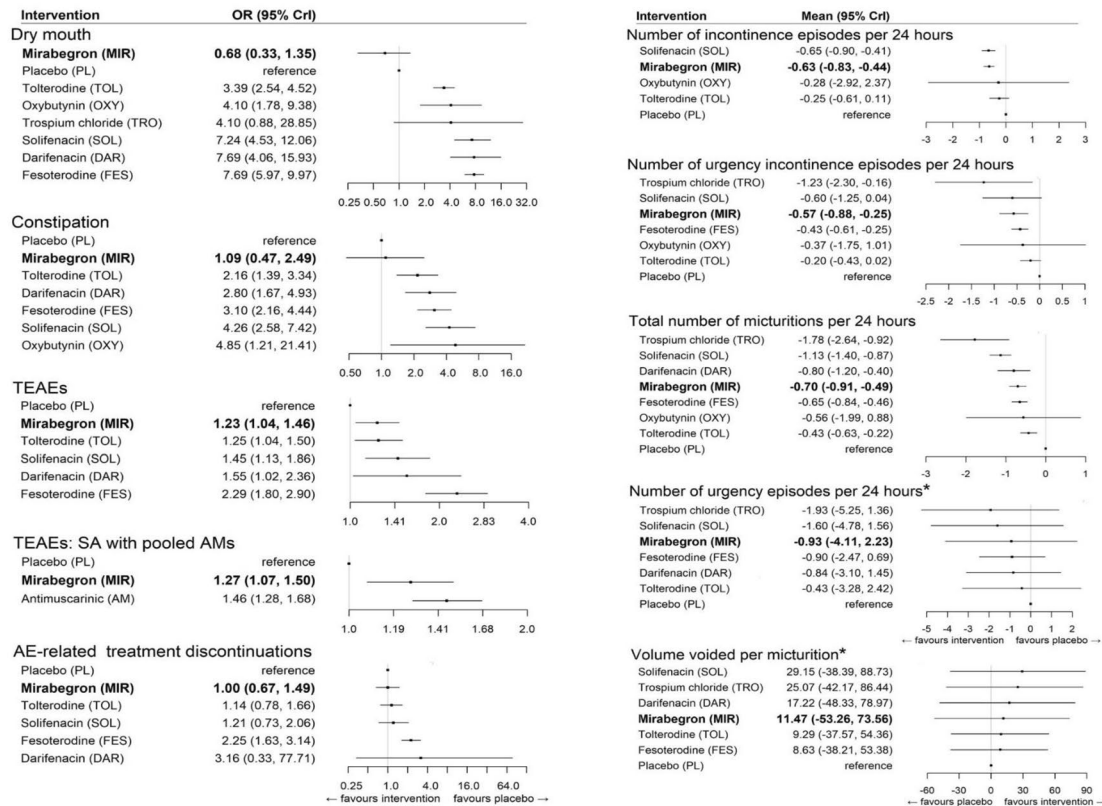 Intervention OR (95% CrI)
Dry mouth
Mirabegron (MIR) 0.68 (0.33, 1.35)
Placebo (PL) reference
Tolterodine (TOL) 3.39 (2.54, 4.52)
Oxybutynin (OXY) 4.10 (1.78, 9.38)
Trospium chloride (TRO) 4.10 (0.88, 28.85)
Solifenacin (SOL) 7.24 (4.53, 12.06)
Darifenacin (DAR) 7.69 (4.06, 15.93)
Fesoterodine (FES) 7.69 (5.97, 9.97)
0.25 0.50 1.0 2.0 4.0 8.0 16.0 32.0
Constipation
Placebo (PL) reference
Mirabegron (MIR) 1.09 (0.47, 2.49)
Tolterodine (TOL) 2.16 (1.39, 3.34)
Darifenacin (DAR) 2.80 (1.67, 4.93)
Fesoterodine (FES) 3.10 (2.16, 4.44)
Solifenacin (SOL) 4.26 (2.58, 7.42)
Oxybutynin (OXY) 4.85 (1.21, 21.41)
0.50 1.0 2.0 4.0 8.0 16.0
TEAEs
Placebo (PL) reference
Mirabegron (MIR) 1.23 (1.04, 1.46)
Tolterodine (TOL) 1.25 (1.04, 1.50)
Solifenacin (SOL) 1.45 (1.13, 1.86)
Darifenacin (DAR) 1.55 (1.02, 2.36)
Fesoterodine (FES) 2.29 (1.80, 2.90)
1.0 1.41 2.0 2.83 4.0
TEAEs: SA with pooled AMs
Placebo (PL) reference
Mirabegron (MIR) 1.27 (1.07, 1.50)
Antimuscarinic (AM) 1.46 (1.28, 1.68)
1.0 1.19 1.41 1.68 2.0
AE-related treatment discontinuations
Placebo (PL) reference
Mirabegron (MIR) 1.00 (0.67, 1.49)
Tolterodine (TOL) 1.14 (0.78, 1.66)
Solifenacin (SOL) 1.21 (0.73, 2.06)
Fesoterodine (FES) 2.25 (1.63, 3.14)
Darifenacin (DAR) 3.16 (0.33, 77.71)
0.25 1.0 4.0 16.0 64.0
← favours intervention favours placebo →
Intervention Mean (95% CrI)
Number of incontinence episodes per 24 hours
Solifenacin (SOL) -0.65 (-0.90, -0.41)
Mirabegron (MIR) -0.63 (-0.83, -0.44)
Oxybutynin (OXY) -0.28 (-2.92, 2.37)
Tolterodine (TOL) -0.25 (-0.61, 0.11)
Placebo (PL) reference
-3 -2 -1 0 1 2 3
Number of urgency incontinence episodes per 24 hours
Trospium chloride (TRO) -1.23 (-2.30, -0.16)
Solifenacin (SOL) -0.60 (-1.25, 0.04)
Mirabegron (MIR) -0.57 (-0.88, -0.25)
Fesoterodine (FES) -0.43 (-0.61, -0.25)
Oxybutynin (OXY) -0.37 (-1.75, 1.01)
Tolterodine (TOL) -0.20 (-0.43, 0.02)
Placebo (PL) reference
-2.5 -2 -1 -0.5 0 1
Total number of micturitions per 24 hours
Trospium chloride (TRO) -1.78 (-2.64, -0.92)
Solifenacin (SOL) -1.13 (-1.40, -0.87)
Darifenacin (DAR) -0.80 (-1.20, -0.40)
Mirabegron (MIR) -0.70 (-0.91, -0.49)
Fesoterodine (FES) -0.65 (-0.84, -0.46)
Oxybutynin (OXY) -0.56 (-1.99, 0.88)
Tolterodine (TOL) -0.43 (-0.63, -0.22)
Placebo (PL) reference
-3 -2 -1 0 1
Number of urgency episodes per 24 hours*
Trospium chloride (TRO) -1.93 (-5.25, 1.36)
Solifenacin (SOL) -1.60 (-4.78, 1.56)
Mirabegron (MIR) -0.93 (-4.11, 2.23)
Fesoterodine (FES) -0.90 (-2.47, 0.69)
Darifenacin (DAR) -0.84 (-3.10, 1.45)
Tolterodine (TOL) -0.43 (-3.28, 2.42)
Placebo (PL) reference
-5 -4 -3 -2 -1 0 1 2
← favours intervention favours placebo →
Volume voided per micturition*
Solifenacin (SOL) 29.15 (-38.39, 88.73)
Trospium chloride (TRO) 25.07 (-42.17, 86.44)
Darifenacin (DAR) 17.22 (-48.33, 78.97)
Mirabegron (MIR) 11.47 (-53.26, 73.56)
Tolterodine (TOL) 9.29 (-37.57, 54.36)
Fesoterodine (FES) 8.63 (-38.21, 53.38)
Placebo (PL) reference
-60 -30 0 30 60 90
← favours placebo favours intervention –